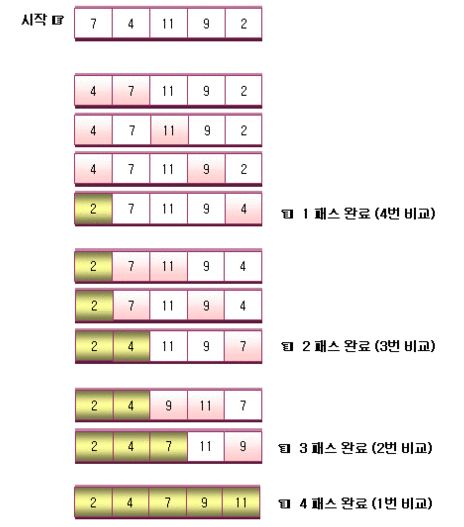 시작 ☞ 7 4 11 9 2
4 7 11 9 2
4 7 11 9 2
4 7 11 9 2
2 7 11 9 4 ☜ 1 패스 완료 (4번 비교)
2 7 11 9 4
2 7 11 9 4
2 4 11 9 7 ☜ 2 패스 완료 (3번 비교)
2 4 9 11 7
2 4 7 11 9 ☜ 3 패스 완료 (2번 비교)
2 4 7 9 11 ☜ 4 패스 완료 (1번 비교)